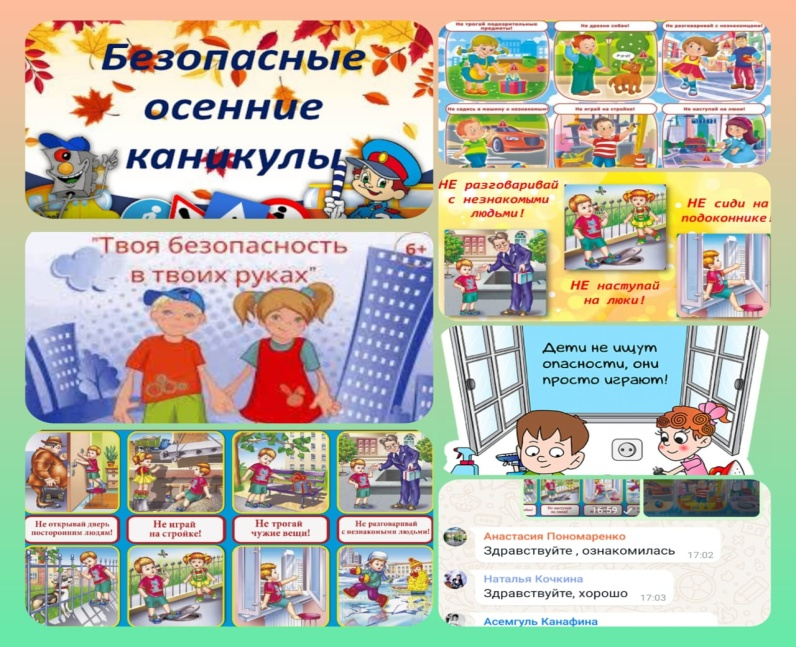 Безопасные
осенние
каникулы
"Твоя безопасность
в твоих руках"
6+
Не открывай дверь
посторонним людям!
Не играй
на стройке!
Не трогай
чужие вещи!
Не разговаривай
с незнакомыми людьми!
Не трогай подозрительные
предметы!
Не дразни собак!
Не разговаривай с незнакомцами!
Не садись в машину к незнакомым
Не играй на стройке!
Не наступай на люки!
НЕ разговаривай
с незнакомыми
людьми!
НЕ наступай
на люки!
НЕ сиди на
подоконнике!
Дети не ищут
опасности, они
просто играют!
16:59
Анастасия Пономаренко
Здравствуйте , ознакомилась
17:02
Наталья Кочкина
Здравствуйте, хорошо
17:03
Асемгуль Канафина